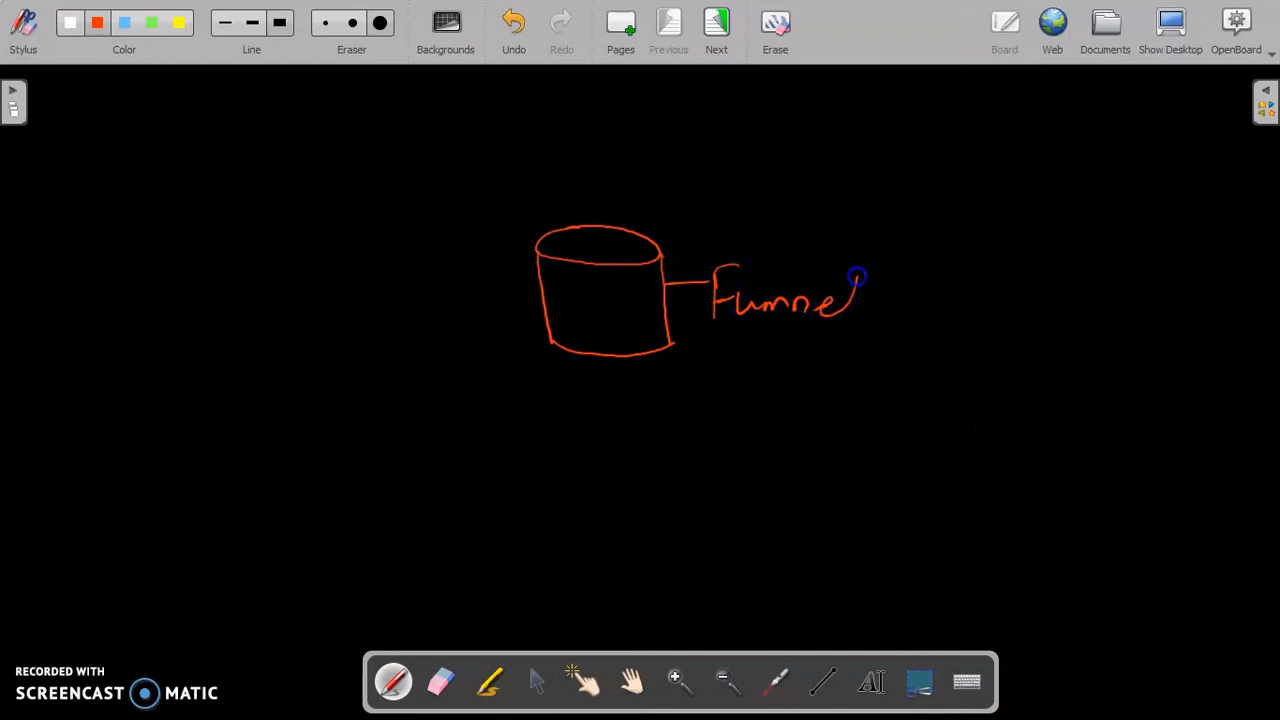 Stylus
Color
Line
Eraser
Backgrounds
Undo
Redo
Pages
Previous
Next
Erase
Board
Web
Documents
Show Desktop
OpenBoard
Funnel
RECORDED WITH
SCREENCAST MATIC